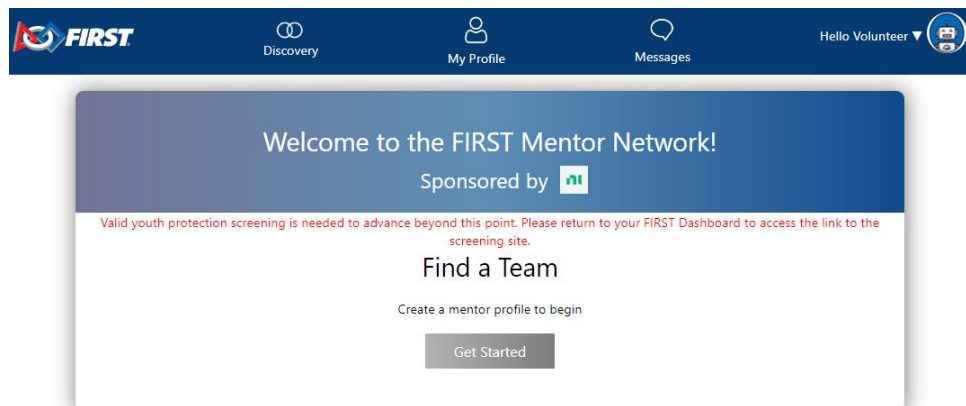 FIRST
Discovery
My Profile
Messages
Hello Volunteer ▼
Welcome to the FIRST Mentor Network!
Sponsored by ni
Valid youth protection screening is needed to advance beyond this point. Please return to your FIRST Dashboard to access the link to the
screening site.
Find a Team
Create a mentor profile to begin
Get Started